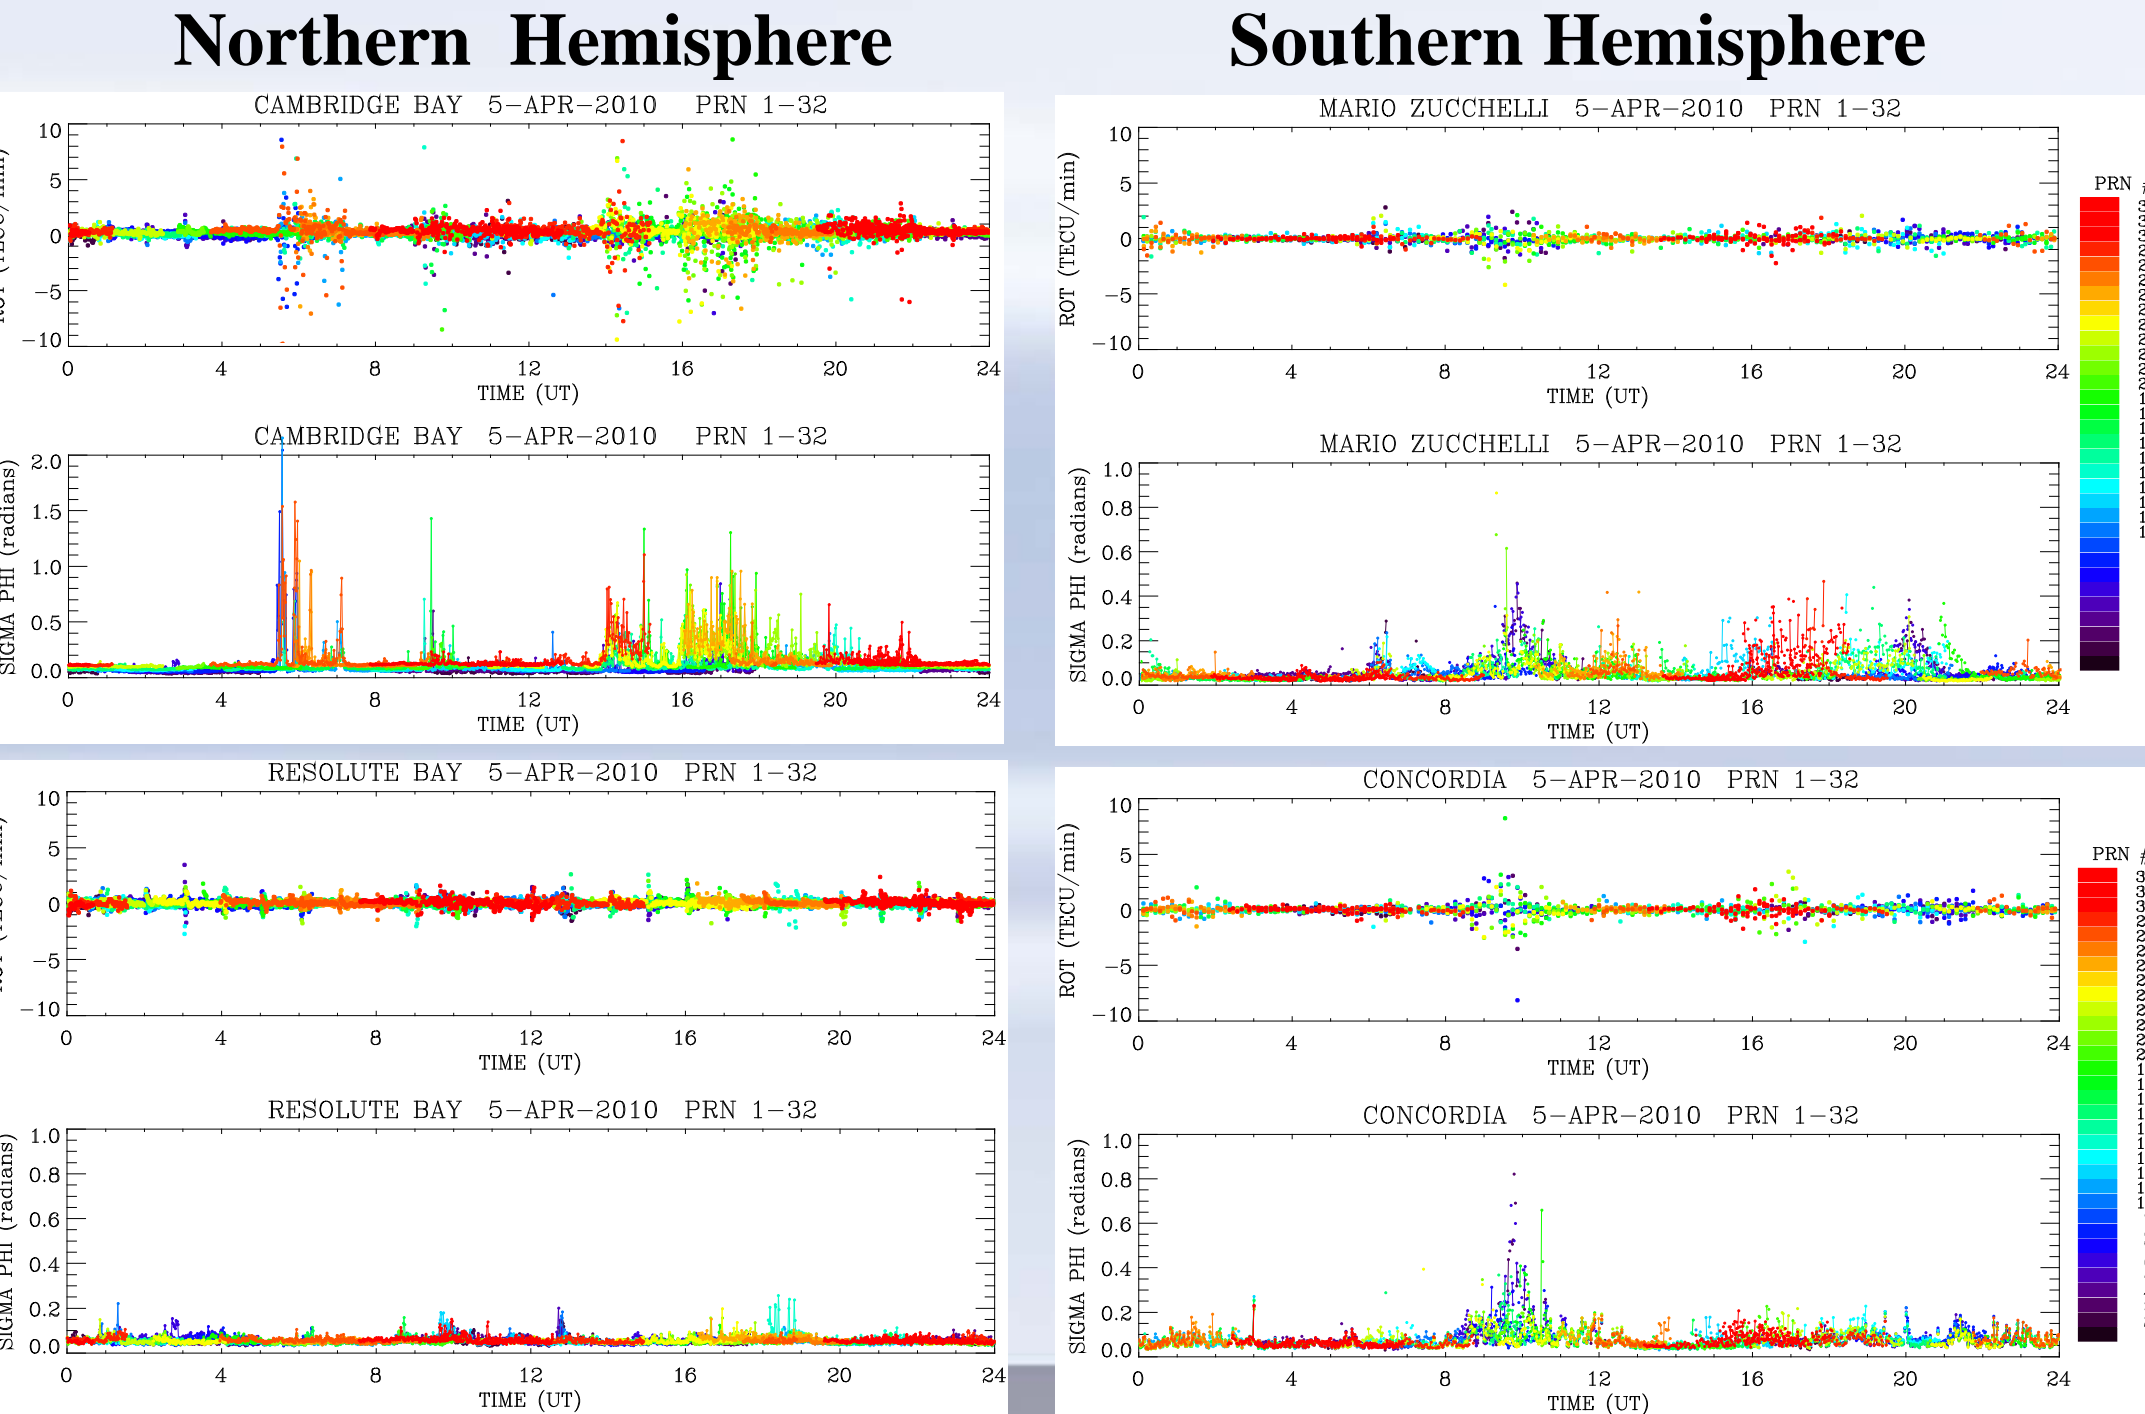 Northern Hemisphere
Southern Hemisphere
CAMBRIDGE BAY 5-APR-2010 PRN 1-32
10
5
0
-5
-10
0 4 8 12 16 20 24
TIME (UT)
CAMBRIDGE BAY 5-APR-2010 PRN 1-32
SIGMA PHI (radians)
2.0
1.5
1.0
0.5
0.0
0 4 8 12 16 20 24
TIME (UT)
RESOLUTE BAY 5-APR-2010 PRN 1-32
10
5
0
-5
-10
0 4 8 12 16 20 24
TIME (UT)
RESOLUTE BAY 5-APR-2010 PRN 1-32
SIGMA PHI (radians)
1.0
0.8
0.6
0.4
0.2
0.0
0 4 8 12 16 20 24
TIME (UT)
MARIO ZUCCHELLI 5-APR-2010 PRN 1-32
ROT (TECU/min)
10
5
0
-5
-10
0 4 8 12 16 20 24
TIME (UT)
PRN
MARIO ZUCCHELLI 5-APR-2010 PRN 1-32
SIGMA PHI (radians)
1.0
0.8
0.6
0.4
0.2
0.0
0 4 8 12 16 20 24
TIME (UT)
CONCORDIA 5-APR-2010 PRN 1-32
ROT (TECU/min)
10
5
0
-5
-10
0 4 8 12 16 20 24
TIME (UT)
PRN #
CONCORDIA 5-APR-2010 PRN 1-32
SIGMA PHI (radians)
1.0
0.8
0.6
0.4
0.2
0.0
0 4 8 12 16 20 24
TIME (UT)